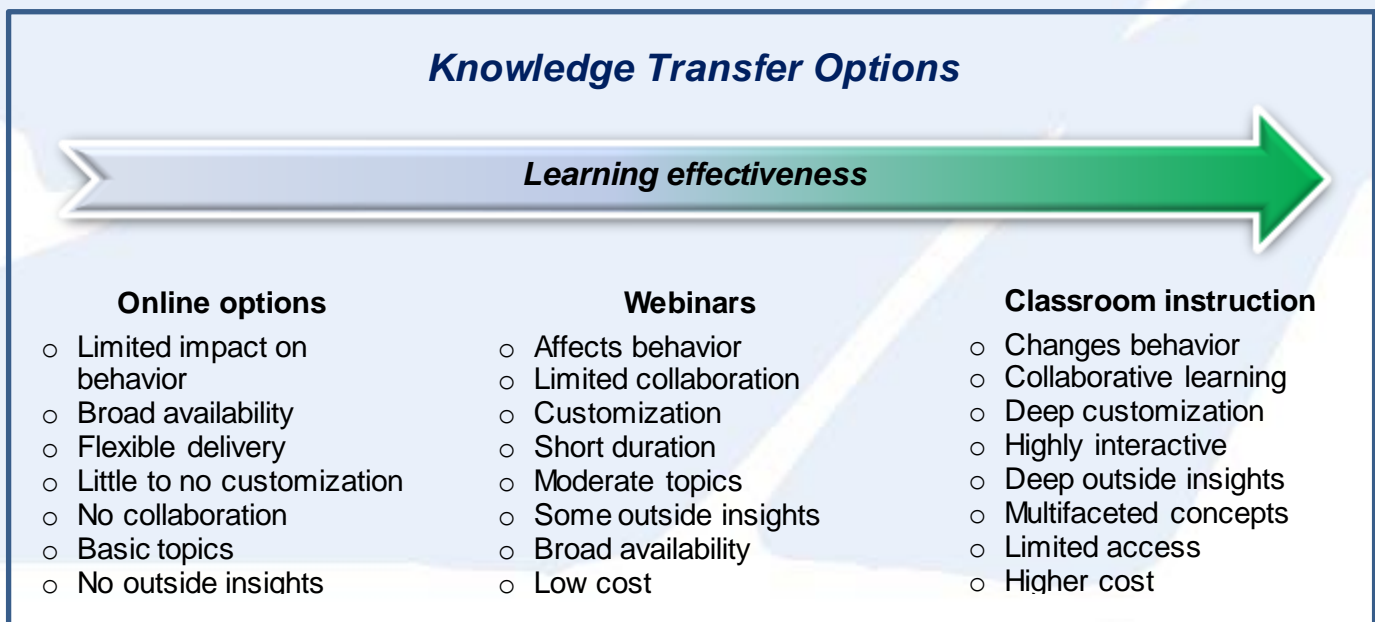 Knowledge Transfer Options
Learning effectiveness
Online options
○ Limited impact on
behavior
○ Broad availability
○ Flexible delivery
○ Little to no customization
○ No collaboration
○ Basic topics
○ No outside insights
Webinars
○ Affects behavior
○ Limited collaboration
○ Customization
○ Short duration
○ Moderate topics
○ Some outside insights
○ Broad availability
○ Low cost
Classroom instruction
○ Changes behavior
○ Collaborative learning
○ Deep customization
○ Highly interactive
○ Deep outside insights
○ Multifaceted concepts
○ Limited access
○ Higher cost